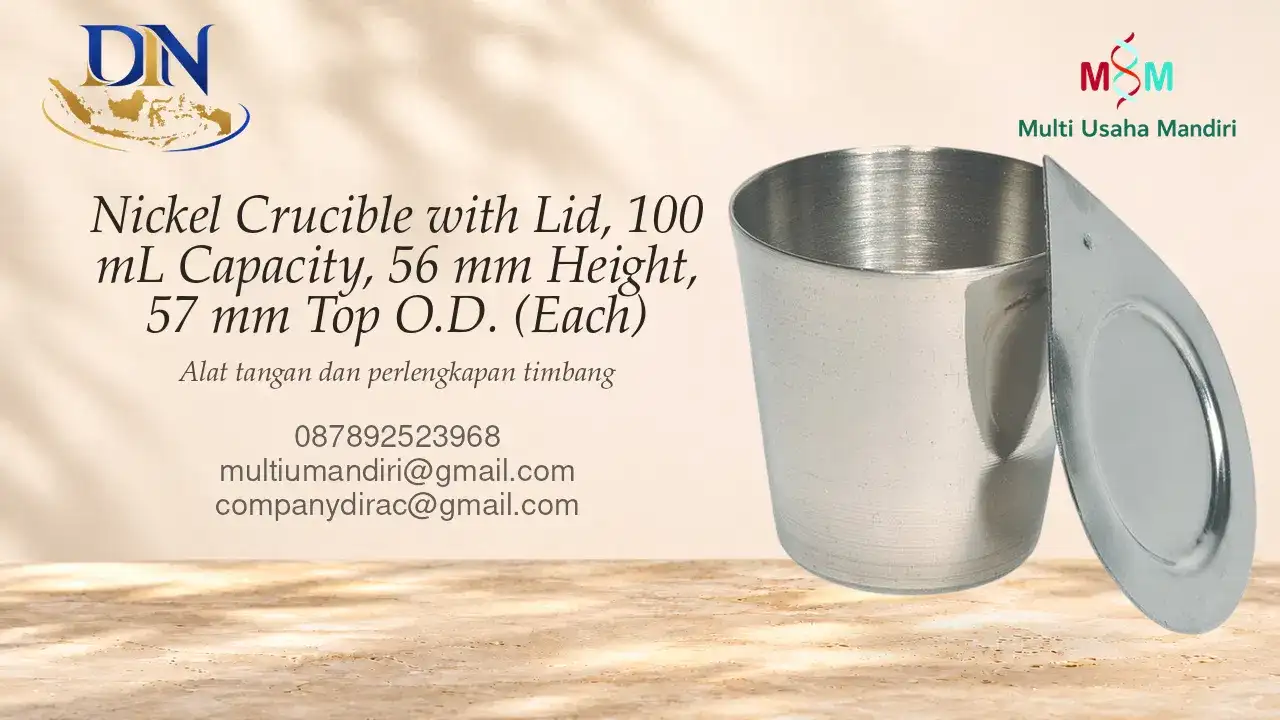 DN
MSM
Multi Usaha Mandiri
Nickel Crucible with Lid, 100
mL Capacity, 56 mm Height,
57 mm Top O.D. (Each)
Alat tangan dan perlengkapan timbang
087892523968
multiumandiri@gmail.com
companydirac@gmail.com